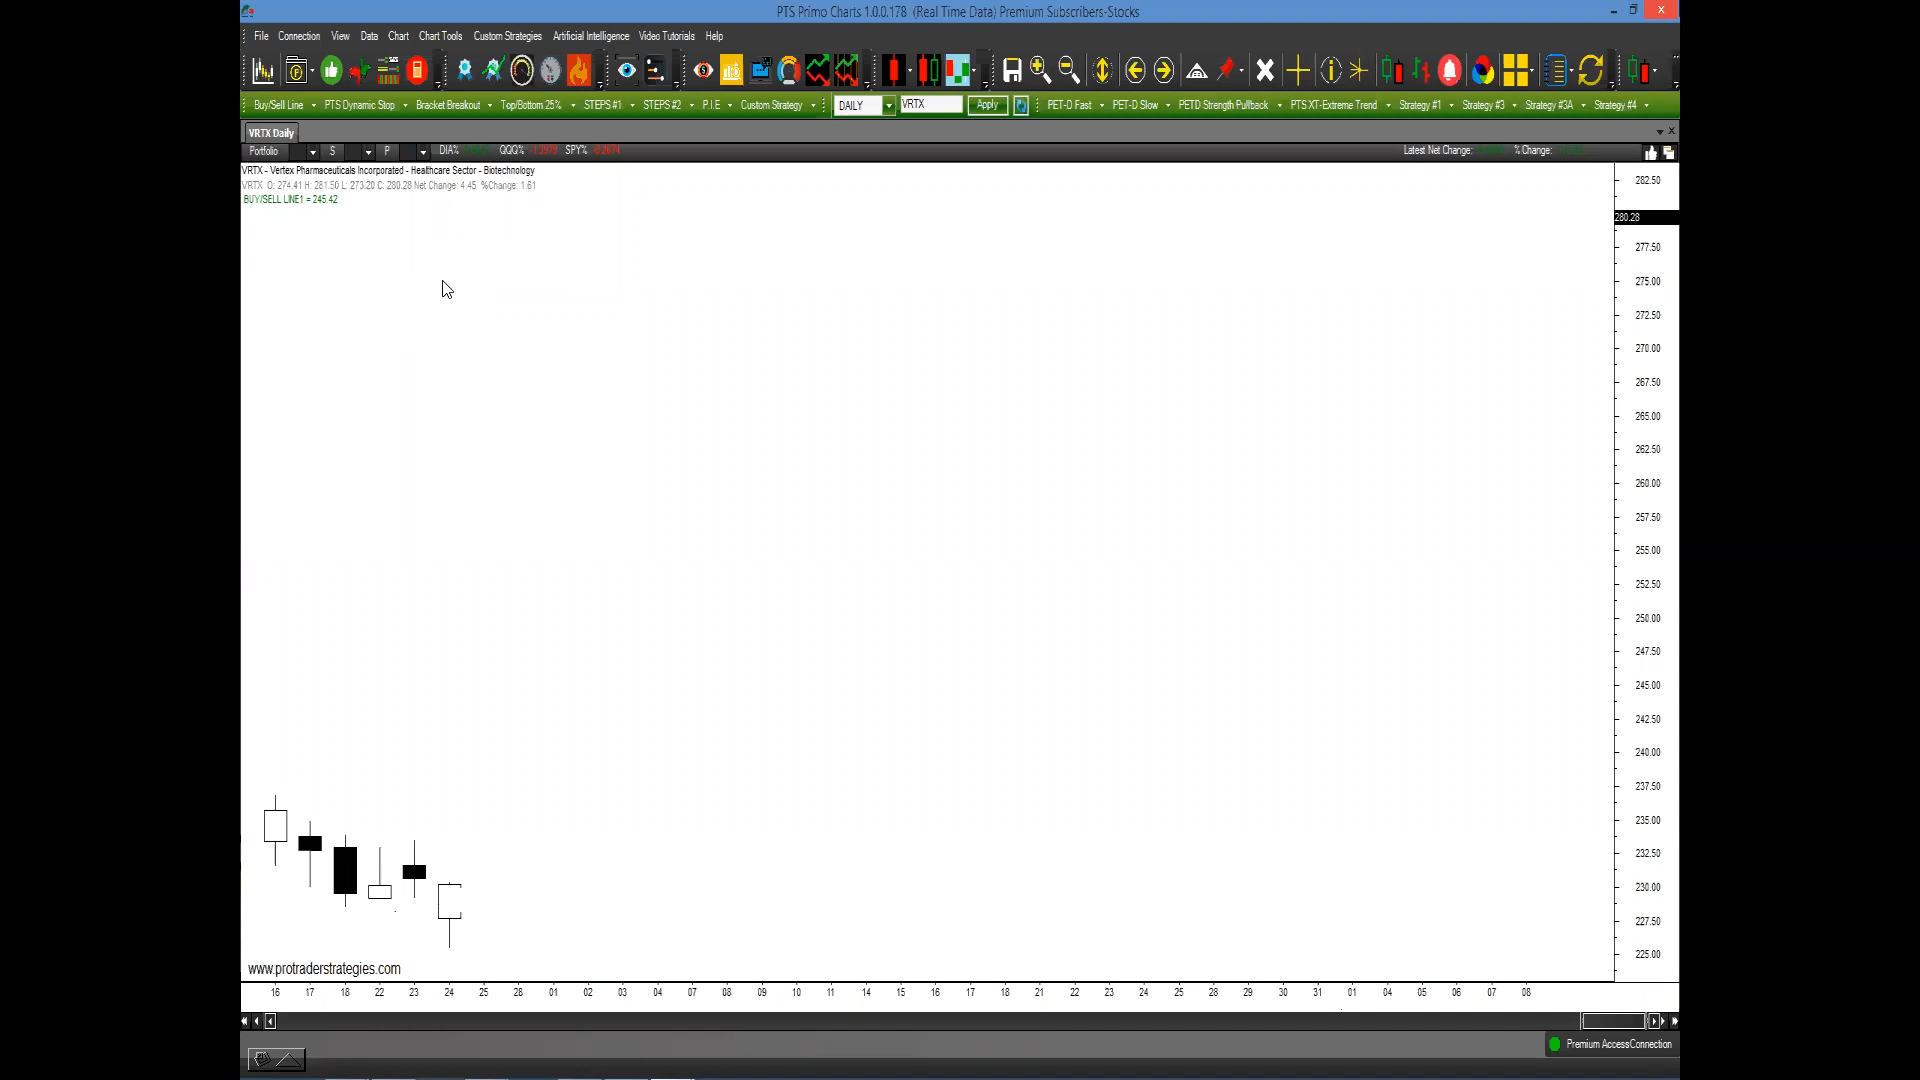 PTS Primo Charts 1.0.0.178 (Real Time Data) Premium Subscribers-Stocks
File Connection View Data Chart Chart Tools Custom Strategies Artificial Intelligence Video Tutorials Help
Buy/Sell Line PTS Dynamic Stop Bracket Breakout Top/Bottom 25% STEPS #1 STEPS #2 P.I.E Custom Strategy DAILY VRTX Apply PET-D Fast PET-D Slow PETD Strength Pullback PTS XT-Extreme Trend Strategy #1 Strategy #3 Strategy #3A Strategy #4
VRTX Daily
Portfolio S P DIA% QQQ% SPY% Latest Net Change: % Change:
VRTX - Vertex Pharmaceuticals Incorporated - Healthcare Sector - Biotechnology
VRTX O: 274.41 H: 281.50 L: 273.20 C: 280.28 Net Change: 4.45 %Change: 1.61
BUY/SELL LINE1 = 245.42
282.50
280.28
277.50
275.00
272.50
270.00
267.50
265.00
262.50
260.00
257.50
255.00
252.50
250.00
247.50
245.00
242.50
240.00
237.50
235.00
232.50
230.00
227.50
225.00
www.protraderstrategies.com
16 17 18 22 23 24 25 28 01 02 03 04 07 08 09 10 11 14 15 16 17 18 21 22 23 24 25 28 29 30 31 01 04 05 06 07 08
Premium AccessConnection